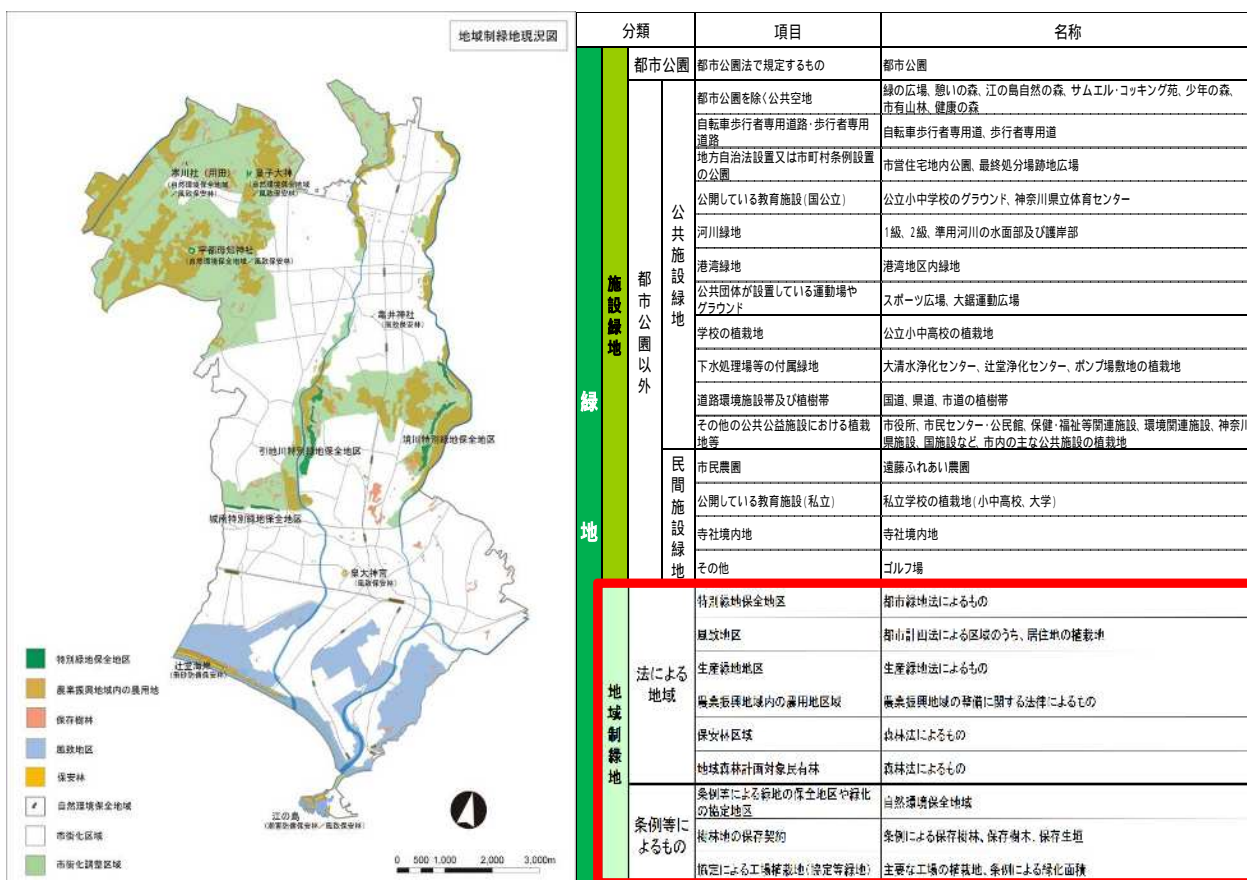 地域制緑地現況図
寒川社(用田)
(自然環境保全地域
/風致保安林)
皇子大神
(自然環境保全地域
/風致保安林)
宇都母知神社
(自然環境保全地域/風致保安林)
亀井神社
(風致保安林)
引地川特別緑地保全地区
境川特別緑地保全地区
城南特別緑地保全地区
皇大神宮
(風致保安林)
辻堂海岸
(飛砂防備保安林)
江の島
(潮害防備保安林/風致保安林)
特別緑地保全地区
農業振興地域内の農用地
保存樹林
風致地区
保安林
自然環境保全地域
市街化区域
市街化調整区域
0 500 1,000 2,000 3,000m
分類 項目 名称
緑地
施設緑地
都市公園 都市公園法で規定するもの 都市公園
都市公園以外
公共施設緑地
都市公園を除く公共空地 緑の広場、憩いの森、江の島自然の森、サムエル・コッキング苑、少年の森、
市有山林、健康の森
自転車歩行者専用道路・歩行者専用
道路 自転車歩行者専用道、歩行者専用道
地方自治法設置又は市町村条例設置
の公園 市営住宅地内公園、最終処分場跡地広場
公開している教育施設(国公立) 公立小中学校のグラウンド、神奈川県立体育センター
河川緑地 1級、2級、準用河川の水面部及び護岸部
港湾緑地 港湾地区内緑地
公共団体が設置している運動場や
グラウンド スポーツ広場、大鋸運動広場
学校の植栽地 公立小中高校の植栽地
下水処理場等の付属緑地 大清水浄化センター、辻堂浄化センター、ポンプ場敷地の植栽地
道路環境施設帯及び植樹帯 国道、県道、市道の植樹帯
その他の公共公益施設における植栽
地等 市役所、市民センター・公民館、保健・福祉等関連施設、環境関連施設、神奈川
県施設、国施設など、市内の主な公共施設の植栽地
民間施設緑地
市民農園 遠藤ふれあい農園
公開している教育施設(私立) 私立学校の植栽地(小中高校、大学)
寺社境内地 寺社境内地
その他 ゴルフ場
地域制緑地
法による
地域
特別緑地保全地区 都市緑地法によるもの
風致地区 都市計画法による区域のうち、居住地の植栽地
生産緑地地区 生産緑地法によるもの
農業振興地域内の農用地区域 農業振興地域の整備に関する法律によるもの
保安林区域 森林法によるもの
地域森林計画対象民有林 森林法によるもの
条例等に
よるもの
条例等による緑地の保全地区や緑化
の協定地区 自然環境保全地域
樹林地の保存契約 条例による保存樹林、保存樹木、保存生垣
協定による工場植栽地(協定等緑地) 主要な工場の植栽地、条例による緑化面積